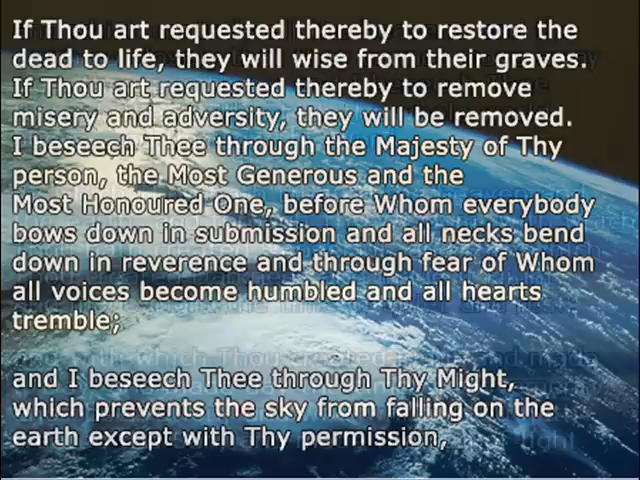 If Thou art requested thereby to restore the
dead to life, they will wise from their graves.
If Thou art requested thereby to remove
misery and adversity, they will be removed.
I beseech Thee through the Majesty of Thy
person, the Most Generous and the
Most Honoured One, before Whom everybody
bows down in submission and all necks bend
down in reverence and through fear of Whom
all voices become humbled and all hearts
tremble;
and I beseech Thee through Thy Might,
which prevents the sky from falling on the
earth except with Thy permission,